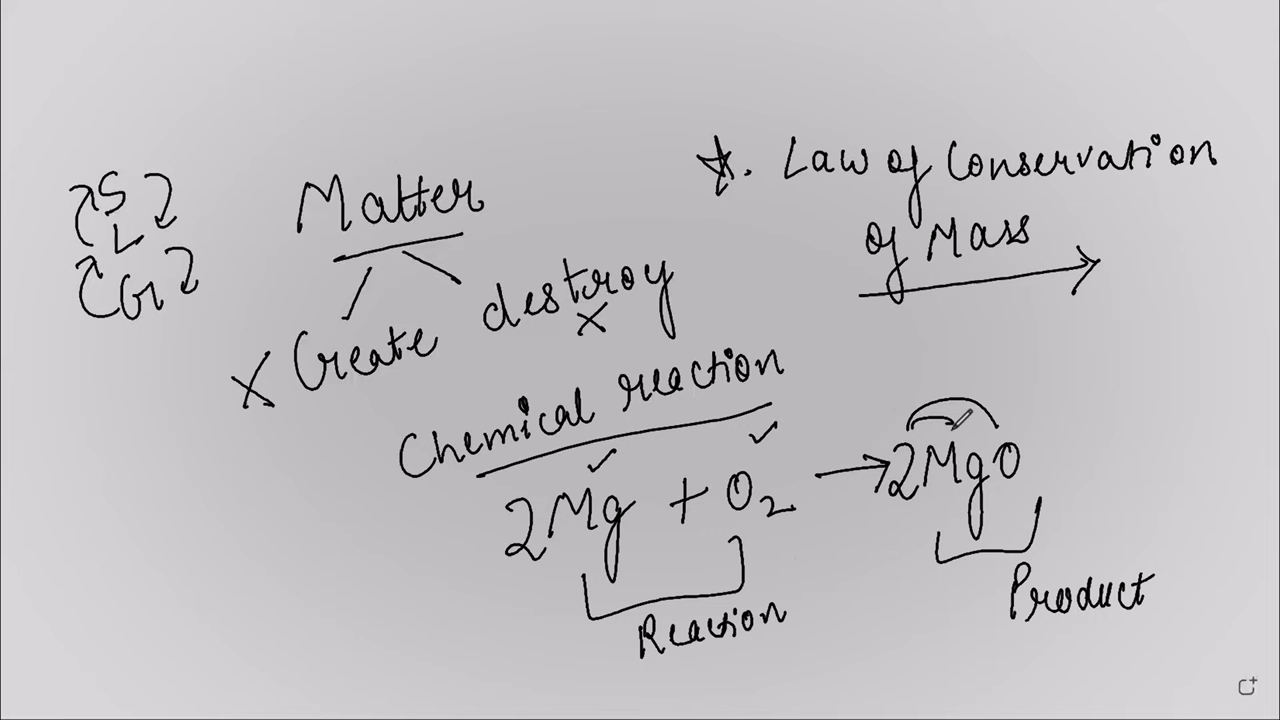 S
L
G
Matter
X Create destroy
X
☆. Law of Conservation
of Mass
Chemical reaction
2Mg + O₂ → 2MgO
Reaction
Product